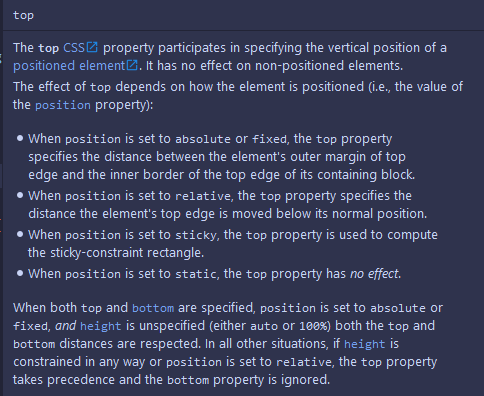 top
The top CSS property participates in specifying the vertical position of a
positioned element. It has no effect on non-positioned elements.
The effect of top depends on how the element is positioned (i.e., the value of
the position property):
• When position is set to absolute or fixed, the top property
specifies the distance between the element's outer margin of top
edge and the inner border of the top edge of its containing block.
• When position is set to relative, the top property specifies the
distance the element's top edge is moved below its normal position.
• When position is set to sticky, the top property is used to compute
the sticky-constraint rectangle.
• When position is set to static, the top property has no effect.
When both top and bottom are specified, position is set to absolute or
fixed, and height is unspecified (either auto or 100%) both the top and
bottom distances are respected. In all other situations, if height is
constrained in any way or position is set to relative, the top property
takes precedence and the bottom property is ignored.